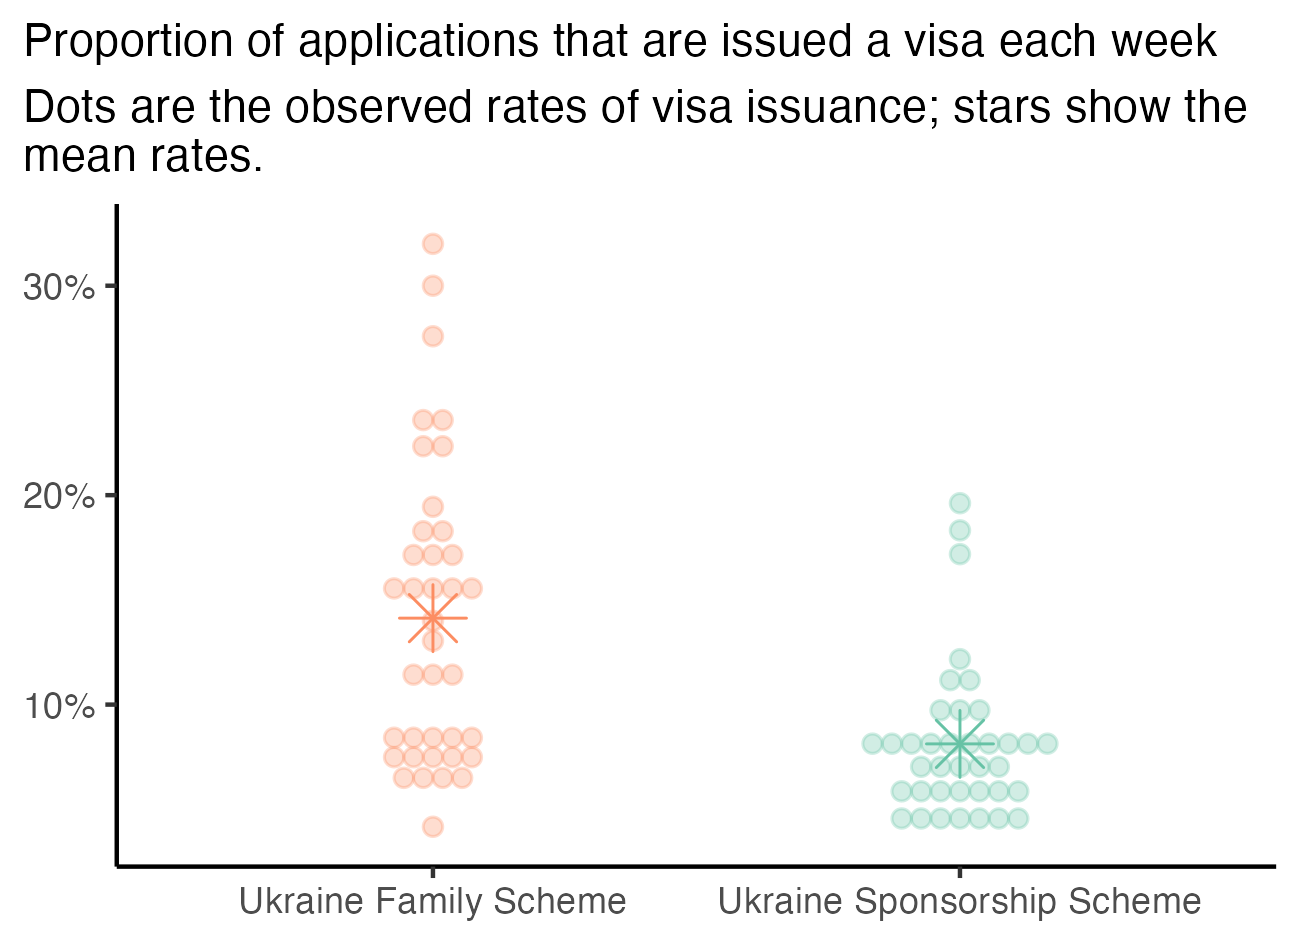 Proportion of applications that are issued a visa each week
Dots are the observed rates of visa issuance; stars show the
mean rates.
30%
20%
10%
Ukraine Family Scheme
Ukraine Sponsorship Scheme